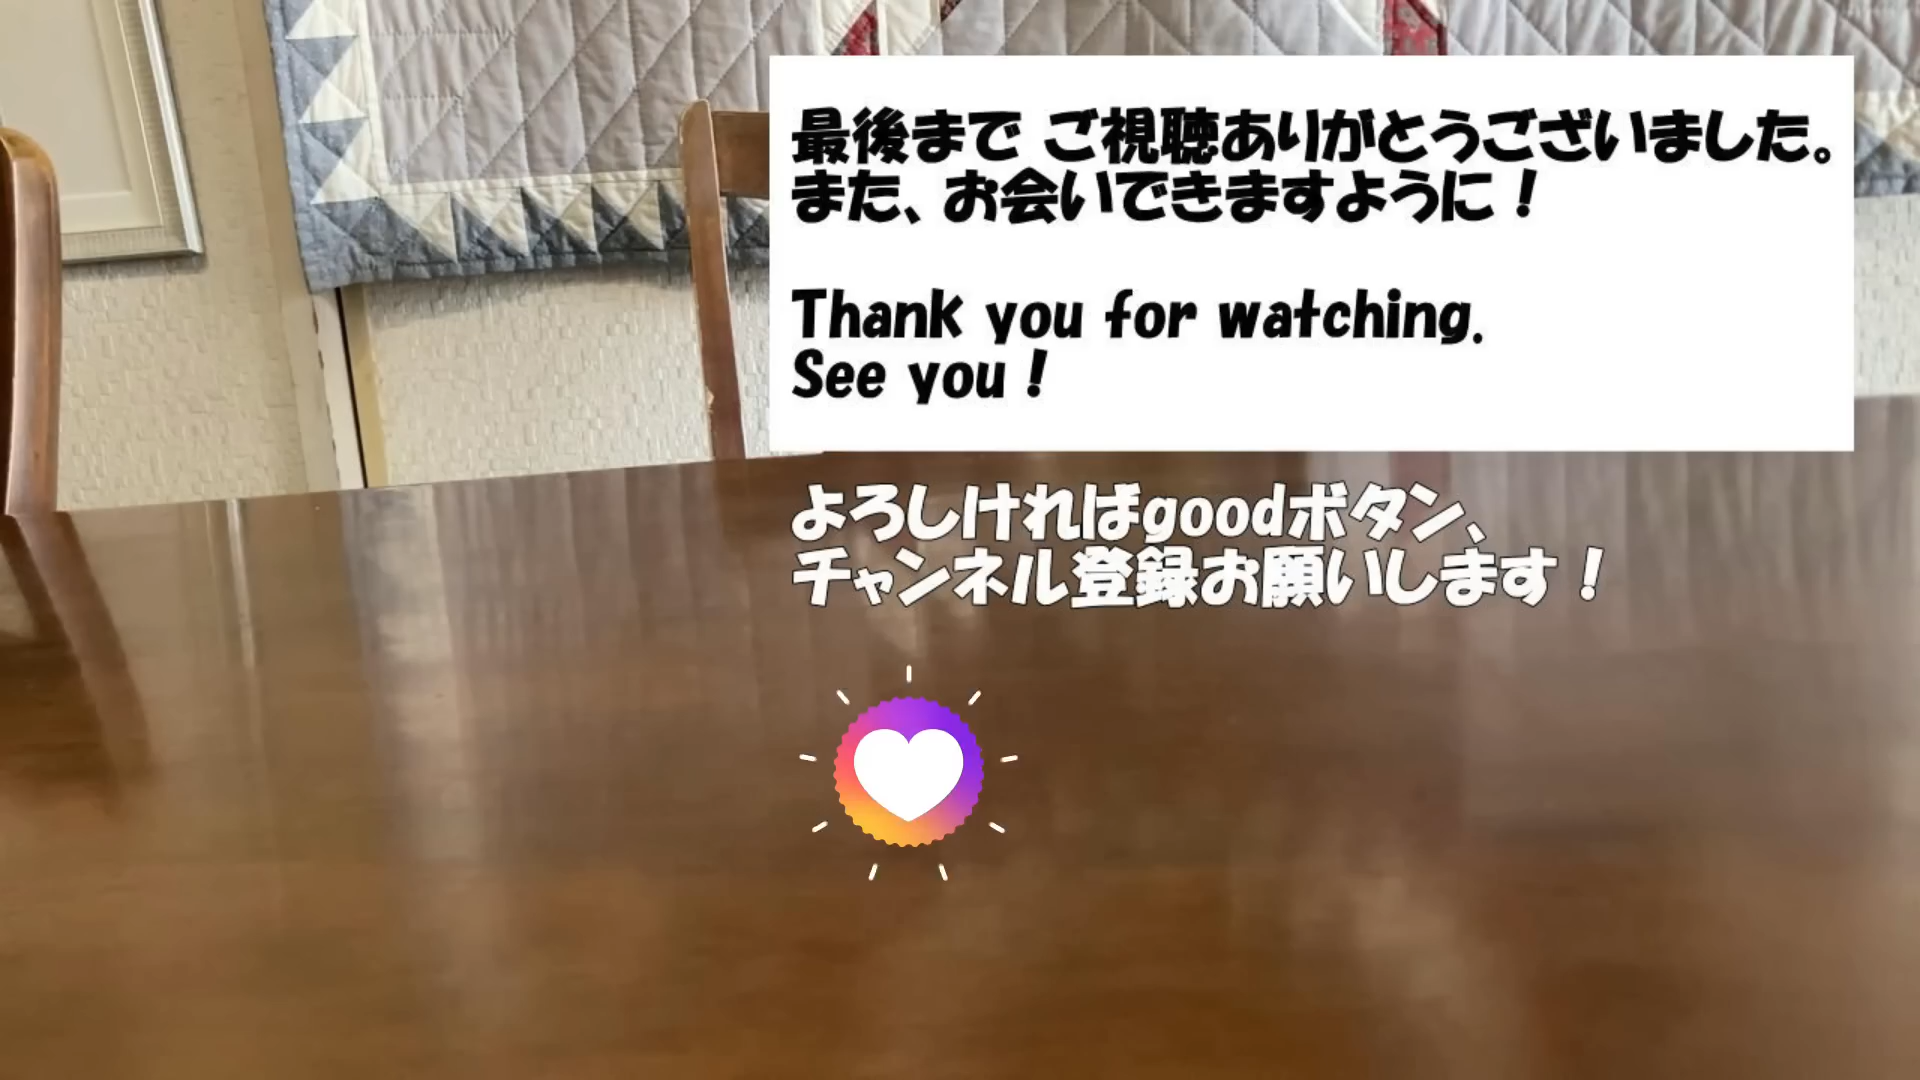 最後まで ご視聴ありがとうございました。
また、お会いできますように！
Thank you for watching.
See you！
よろしければgoodボタン、
チャンネル登録お願いします！